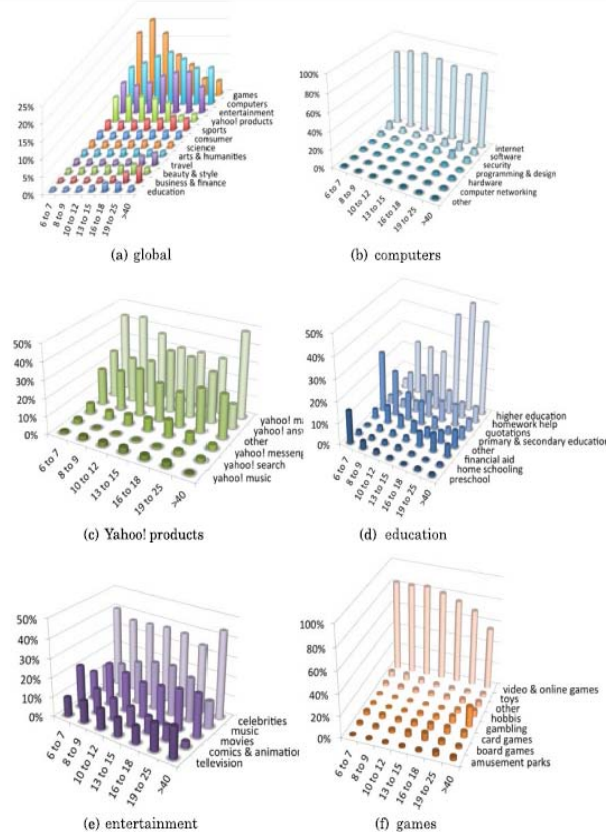 25%
20%
15%
10%
5%
0%
games
computers
entertainment
yahoo! products
sports
consumer
science
arts & humanities
travel
beauty & style
business & finance
education
6 to 7
8 to 9
10 to 12
13 to 15
16 to 18
19 to 25
>40
(a) global
100%
80%
60%
40%
20%
0%
internet
software
security
programming & design
hardware
computer networking
other
6 to 7
8 to 9
10 to 12
13 to 15
16 to 18
19 to 25
>40
(b) computers
50%
40%
30%
20%
10%
0%
yahoo! m
yahoo! ans
other
yahoo! messen
yahoo! search
yahoo! music
6 to 7
8 to 9
10 to 12
13 to 15
16 to 18
19 to 25
>40
(c) Yahoo! products
50%
40%
30%
20%
10%
0%
higher education
homework help
quotations
primary & secondary education
other
financial aid
home schooling
preschool
6 to 7
8 to 9
10 to 12
13 to 15
16 to 18
19 to 25
>40
(d) education
50%
40%
30%
20%
10%
0%
celebrities
music
movies
comics & animation
television
6 to 7
8 to 9
10 to 12
13 to 15
16 to 18
19 to 25
>40
(e) entertainment
100%
80%
60%
40%
20%
0%
video & online games
toys
other
hobbis
gambling
card games
board games
amusement parks
6 to 7
8 to 9
10 to 12
13 to 15
16 to 18
19 to 25
>40
(f) games